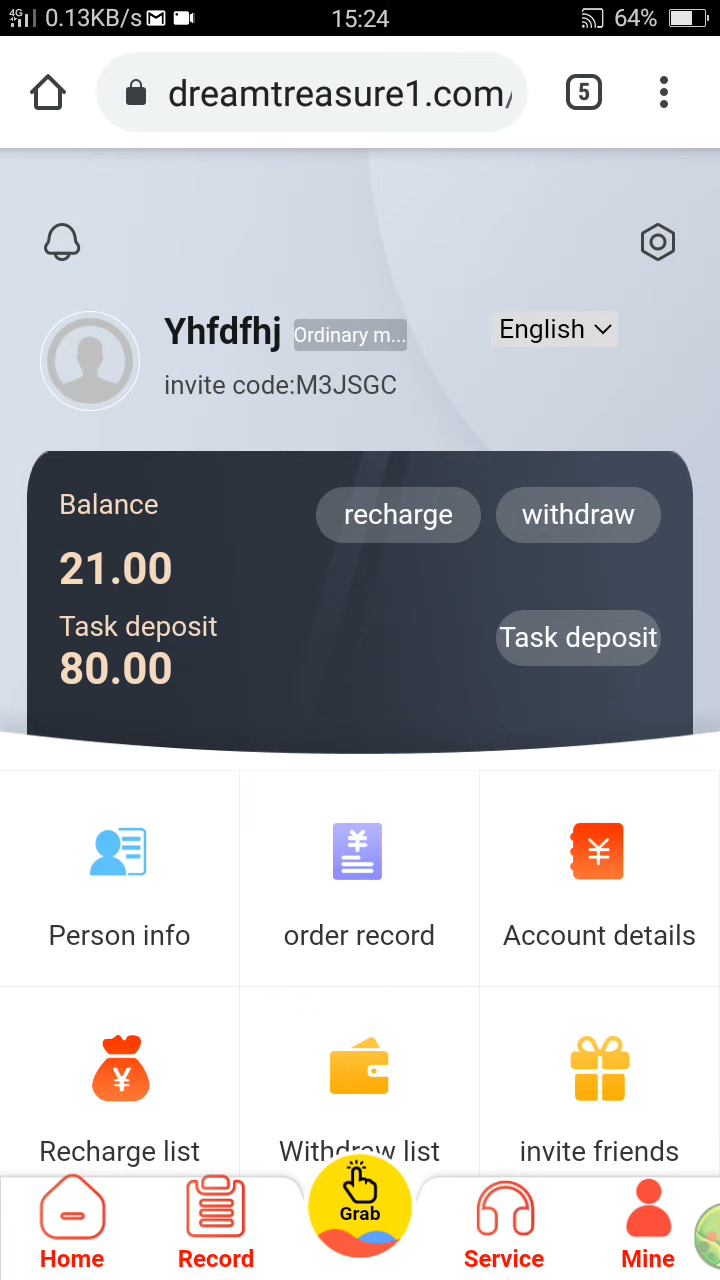 4G 0.13KB/s 15:24 64%
dreamtreasure1.com/ 5
Yhfdfhj Ordinary m... English
invite code:M3JSGC
Balance recharge withdraw
21.00
Task deposit Task deposit
80.00
Person info order record Account details
Recharge list Withdraw list invite friends
Grab
Home Record Service Mine